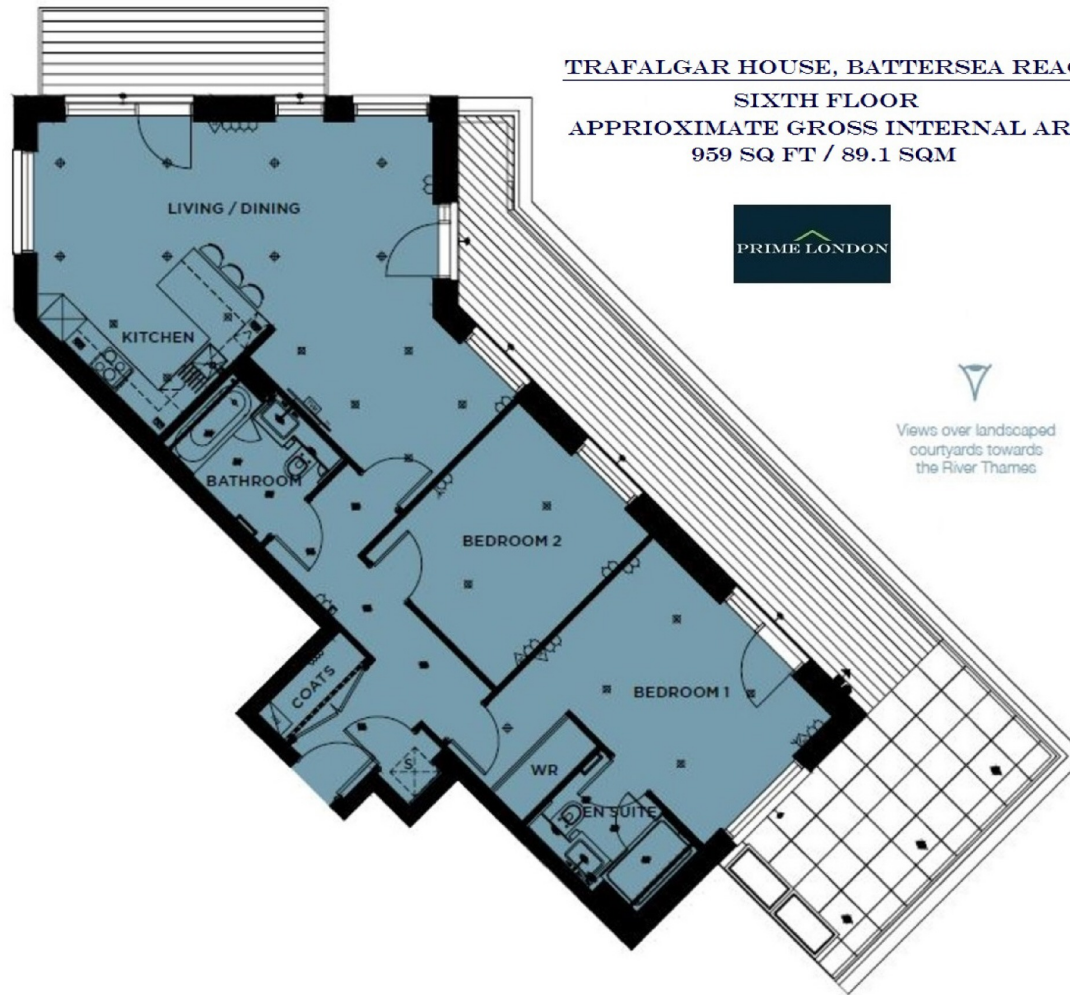 TRAFALGAR HOUSE, BATTERSEA REAC
SIXTH FLOOR
APPRIOXIMATE GROSS INTERNAL AR
959 SQ FT / 89.1 SQM
PRIME LONDON
LIVING / DINING
KITCHEN
Views over landscaped
courtyards towards
the River Thames
BATHROOM
BEDROOM 2
COATS
BEDROOM 1
S
WR
EN SUITE